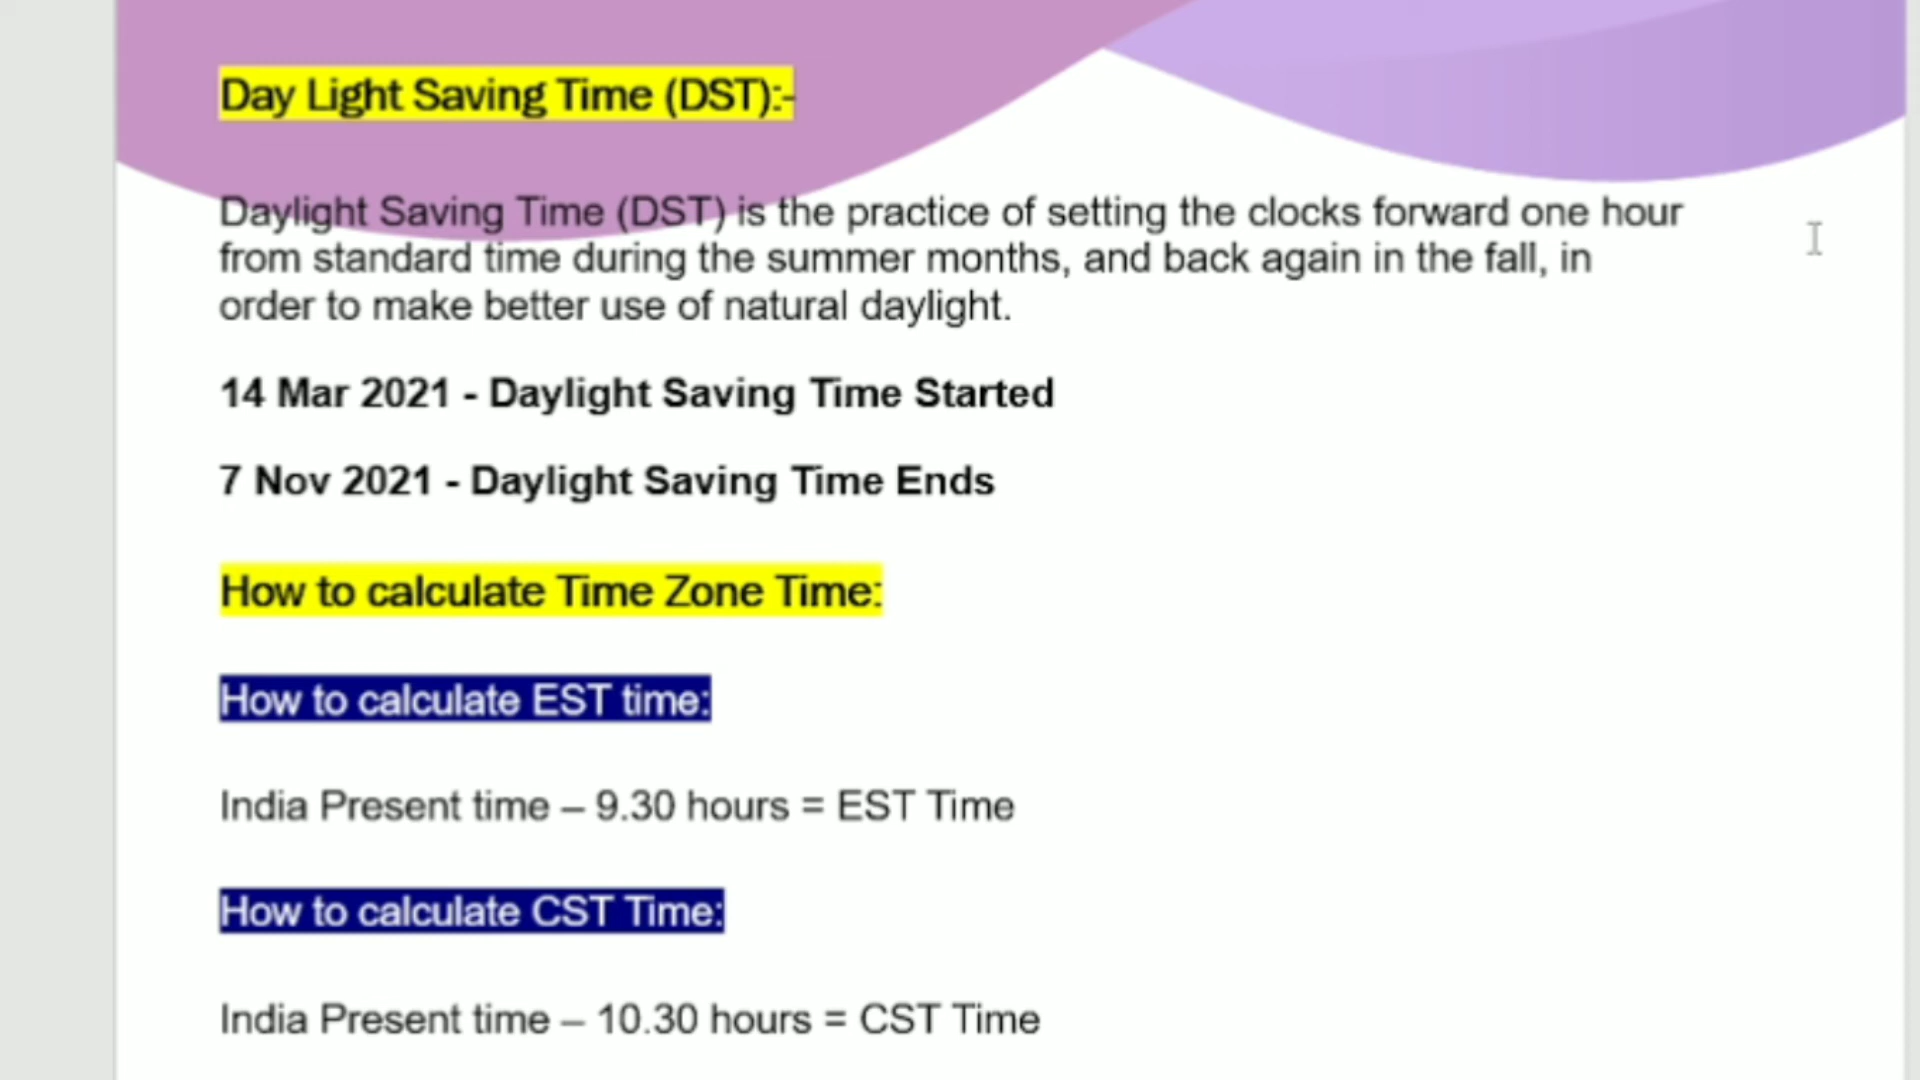 Day Light Saving Time (DST):-
Daylight Saving Time (DST) is the practice of setting the clocks forward one hour
from standard time during the summer months, and back again in the fall, in
order to make better use of natural daylight.
14 Mar 2021 - Daylight Saving Time Started
7 Nov 2021 - Daylight Saving Time Ends
How to calculate Time Zone Time:
How to calculate EST time:
India Present time – 9.30 hours = EST Time
How to calculate CST Time:
India Present time – 10.30 hours = CST Time